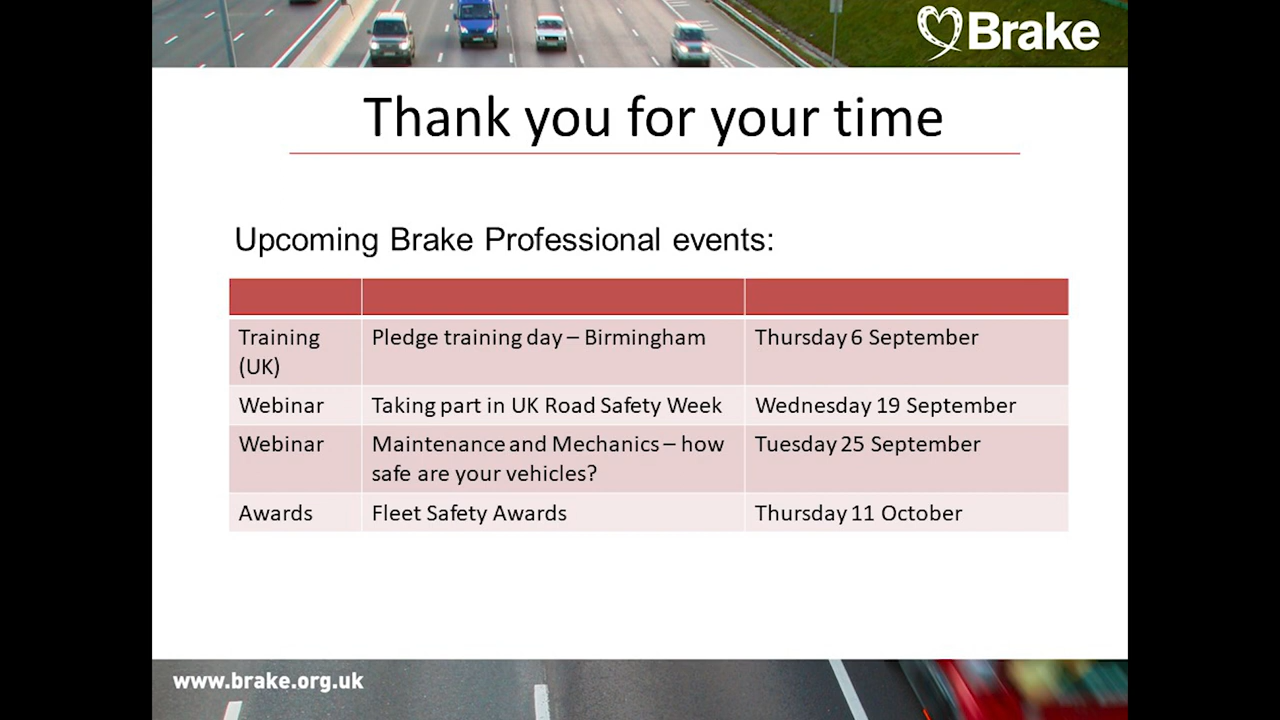 Brake
Thank you for your time
Upcoming Brake Professional events:
Training (UK) Pledge training day – Birmingham Thursday 6 September
Webinar Taking part in UK Road Safety Week Wednesday 19 September
Webinar Maintenance and Mechanics – how safe are your vehicles? Tuesday 25 September
Awards Fleet Safety Awards Thursday 11 October
www.brake.org.uk